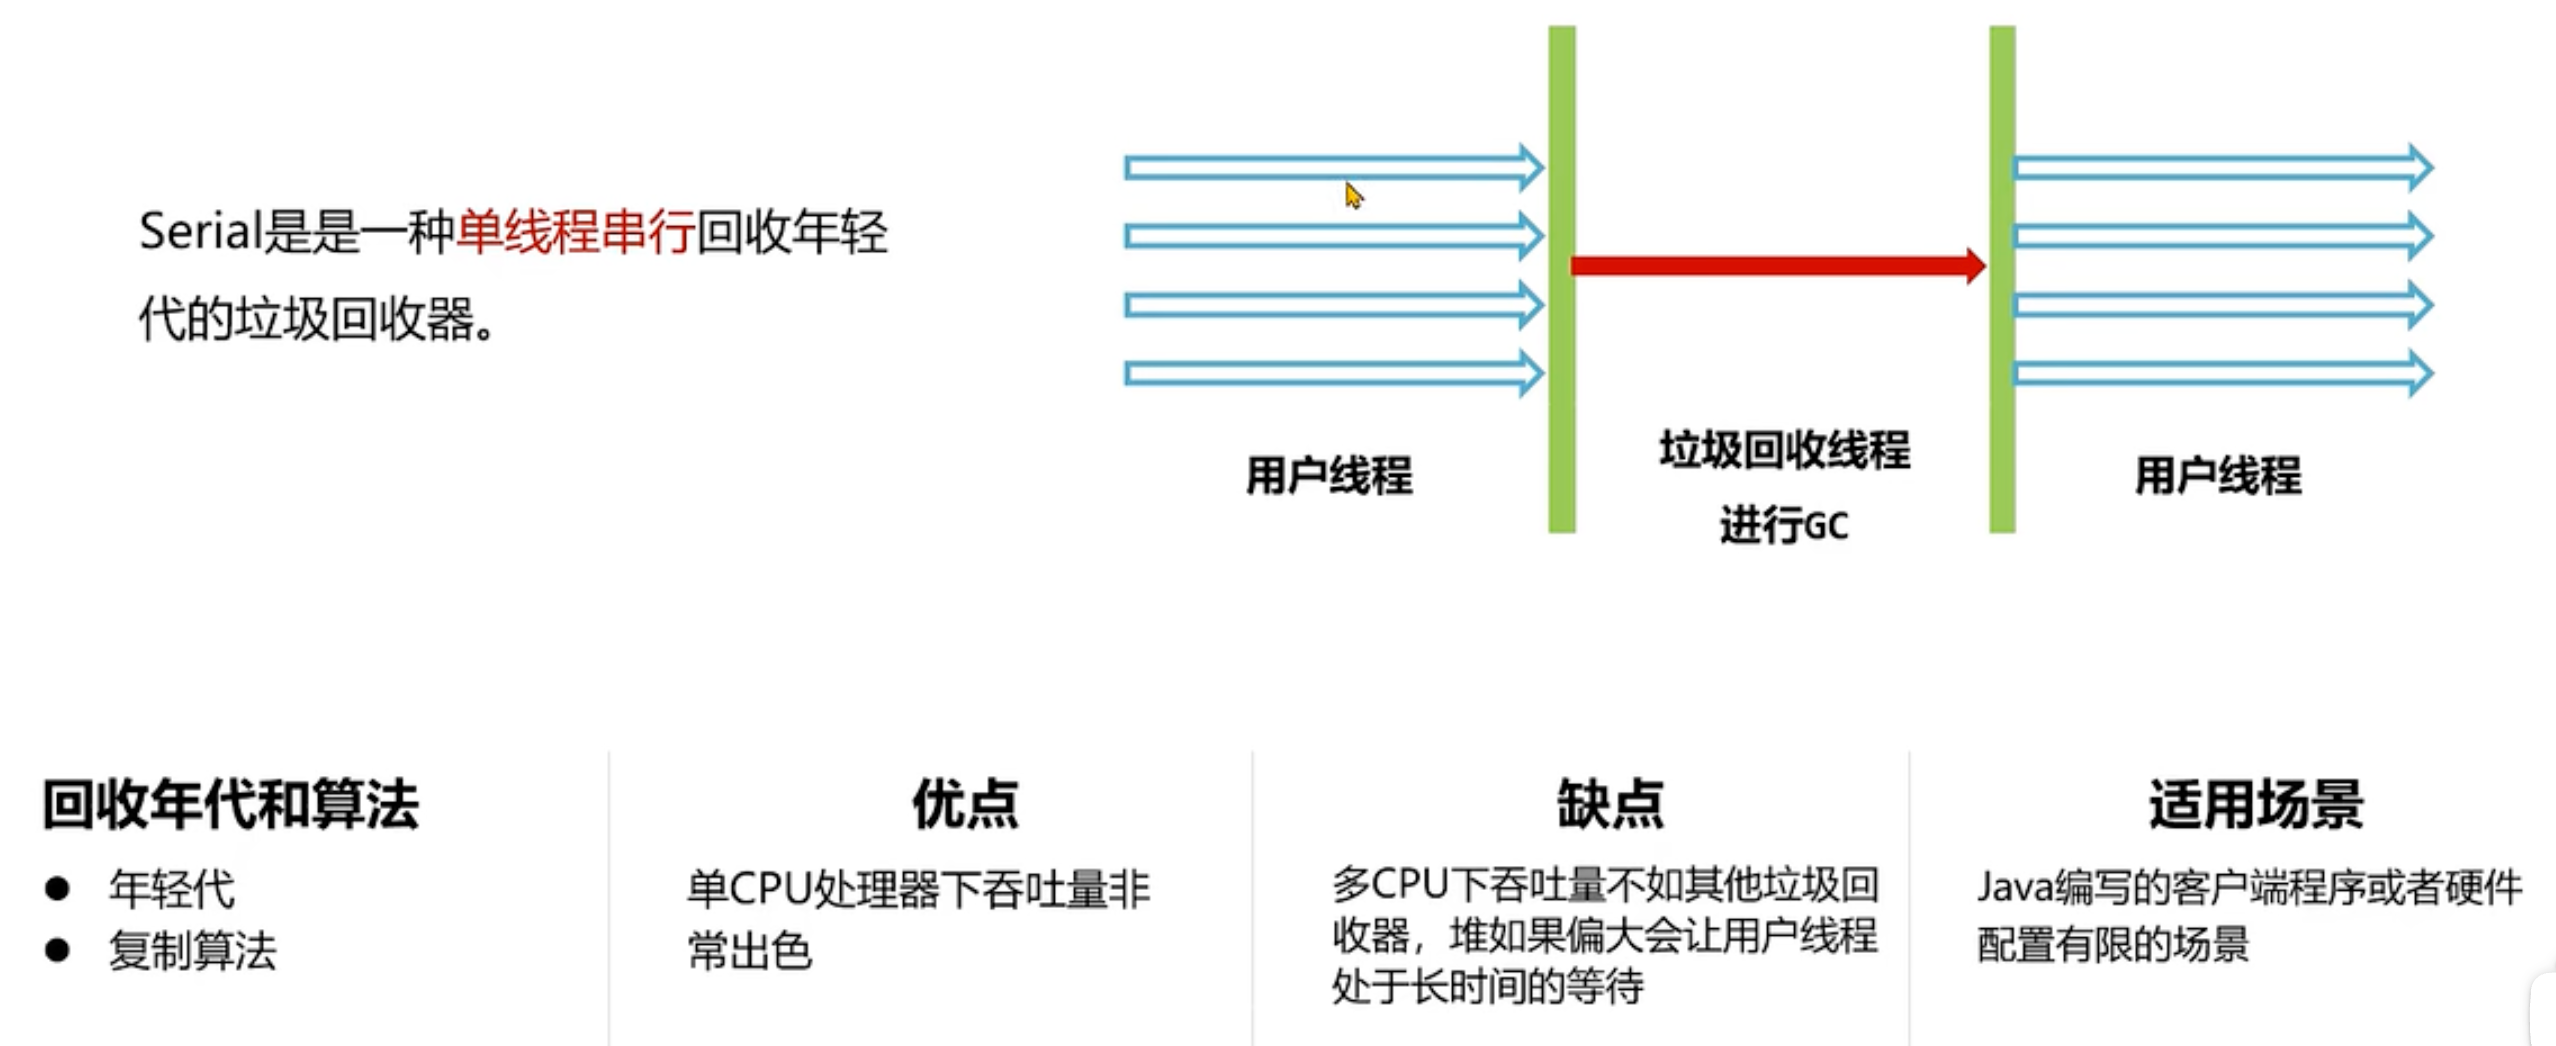 Serial是是一种单线程串行回收年轻
代的垃圾回收器。
用户线程
垃圾回收线程
进行GC
用户线程
回收年代和算法
● 年轻代
● 复制算法
优点
单CPU处理器下吞吐量非
常出色
缺点
多CPU下吞吐量不如其他垃圾回
收器，堆如果偏大会让用户线程
处于长时间的等待
适用场景
Java编写的客户端程序或者硬件
配置有限的场景